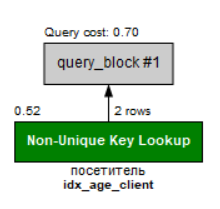 Query cost: 0.70
query_block #1
0.52
2 rows
Non-Unique Key Lookup
посетитель
idx_age_client